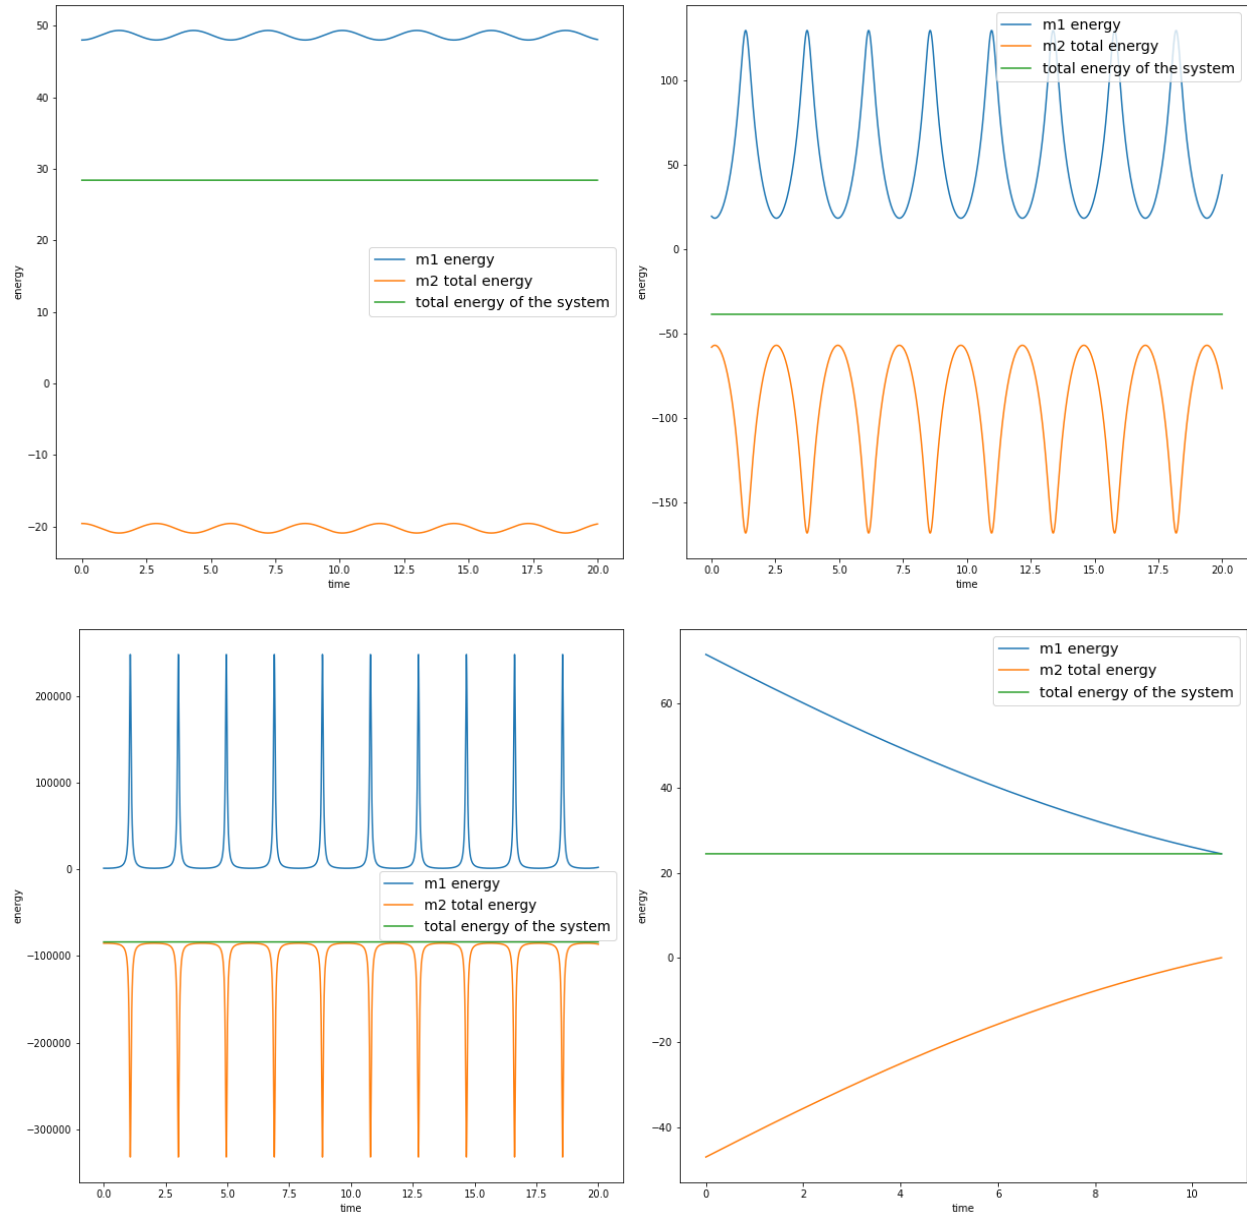 50
40
30
20
10
0
−10
−20
energy
m1 energy
m2 total energy
total energy of the system
0.0 2.5 5.0 7.5 10.0 12.5 15.0 17.5 20.0
time
100
50
0
−50
−100
−150
energy
m1 energy
m2 total energy
total energy of the system
0.0 2.5 5.0 7.5 10.0 12.5 15.0 17.5 20.0
time
200000
100000
0
−100000
−200000
−300000
energy
m1 energy
m2 total energy
total energy of the system
0.0 2.5 5.0 7.5 10.0 12.5 15.0 17.5 20.0
time
60
40
20
0
−20
−40
energy
m1 energy
m2 total energy
total energy of the system
0 2 4 6 8 10
time